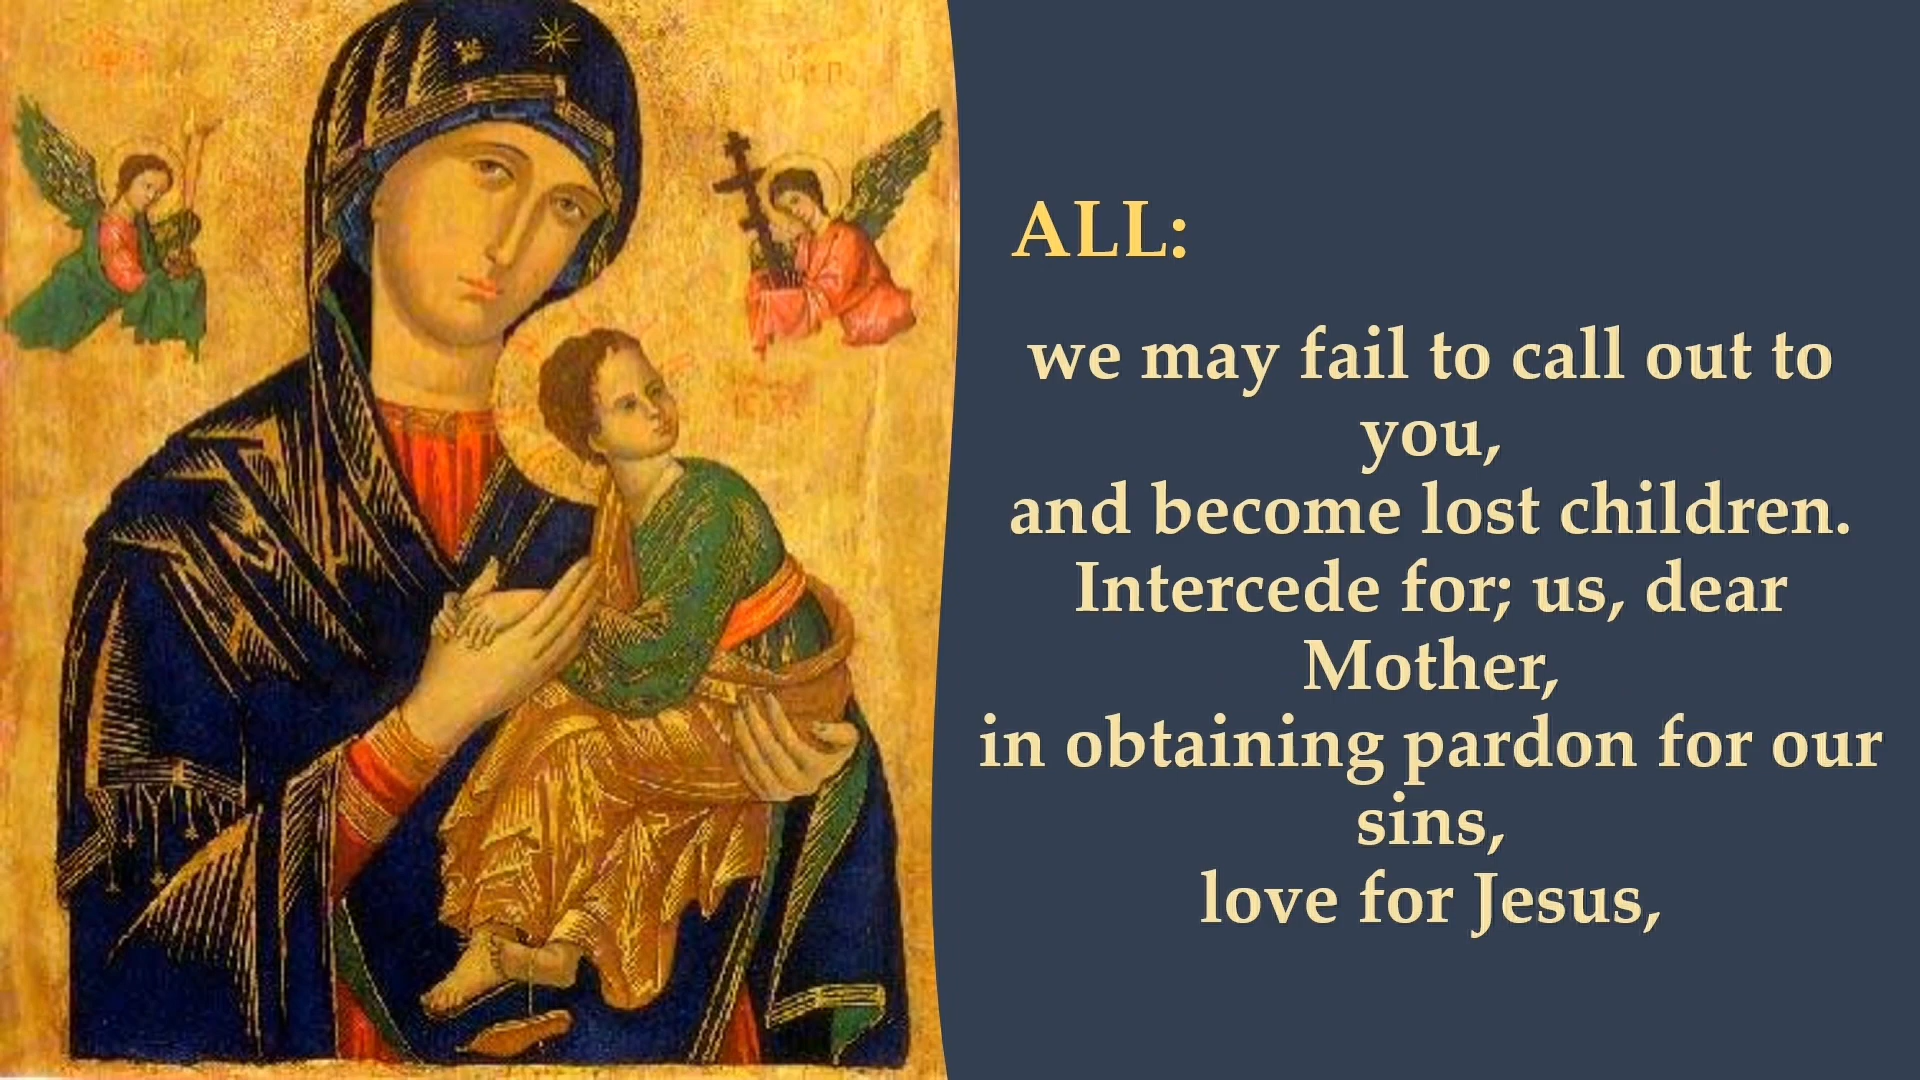 ALL:
we may fail to call out to
you,
and become lost children.
Intercede for; us, dear
Mother,
in obtaining pardon for our
sins,
love for Jesus,